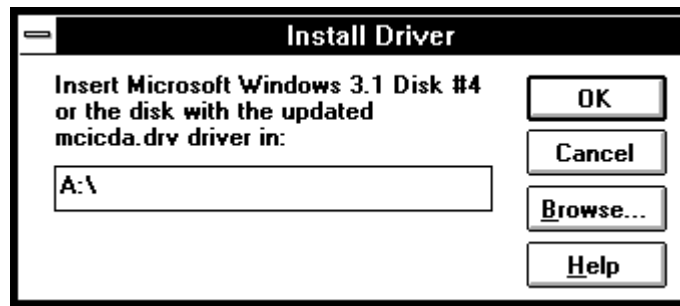 Install Driver
Insert Microsoft Windows 3.1 Disk #4
or the disk with the updated
mcicda.drv driver in:
A:\
OK
Cancel
Browse...
Help